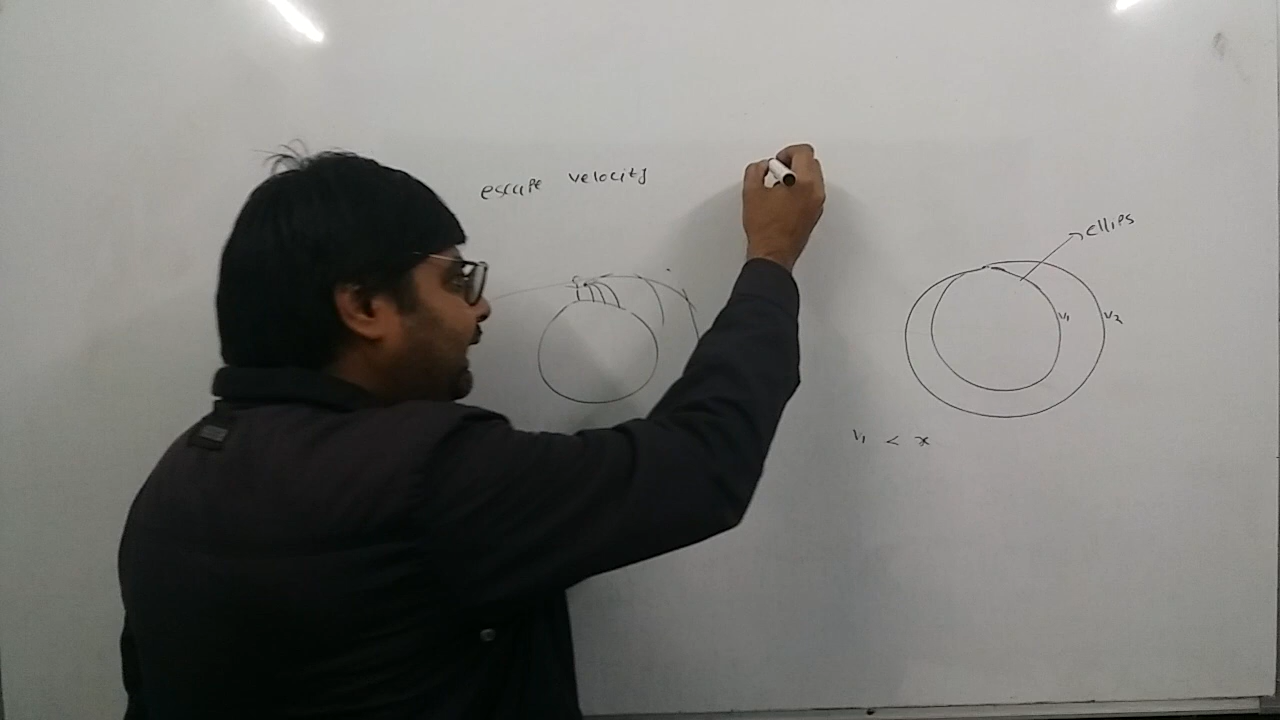 escape velocity
ellips
v₁
v₂
v₁ < x